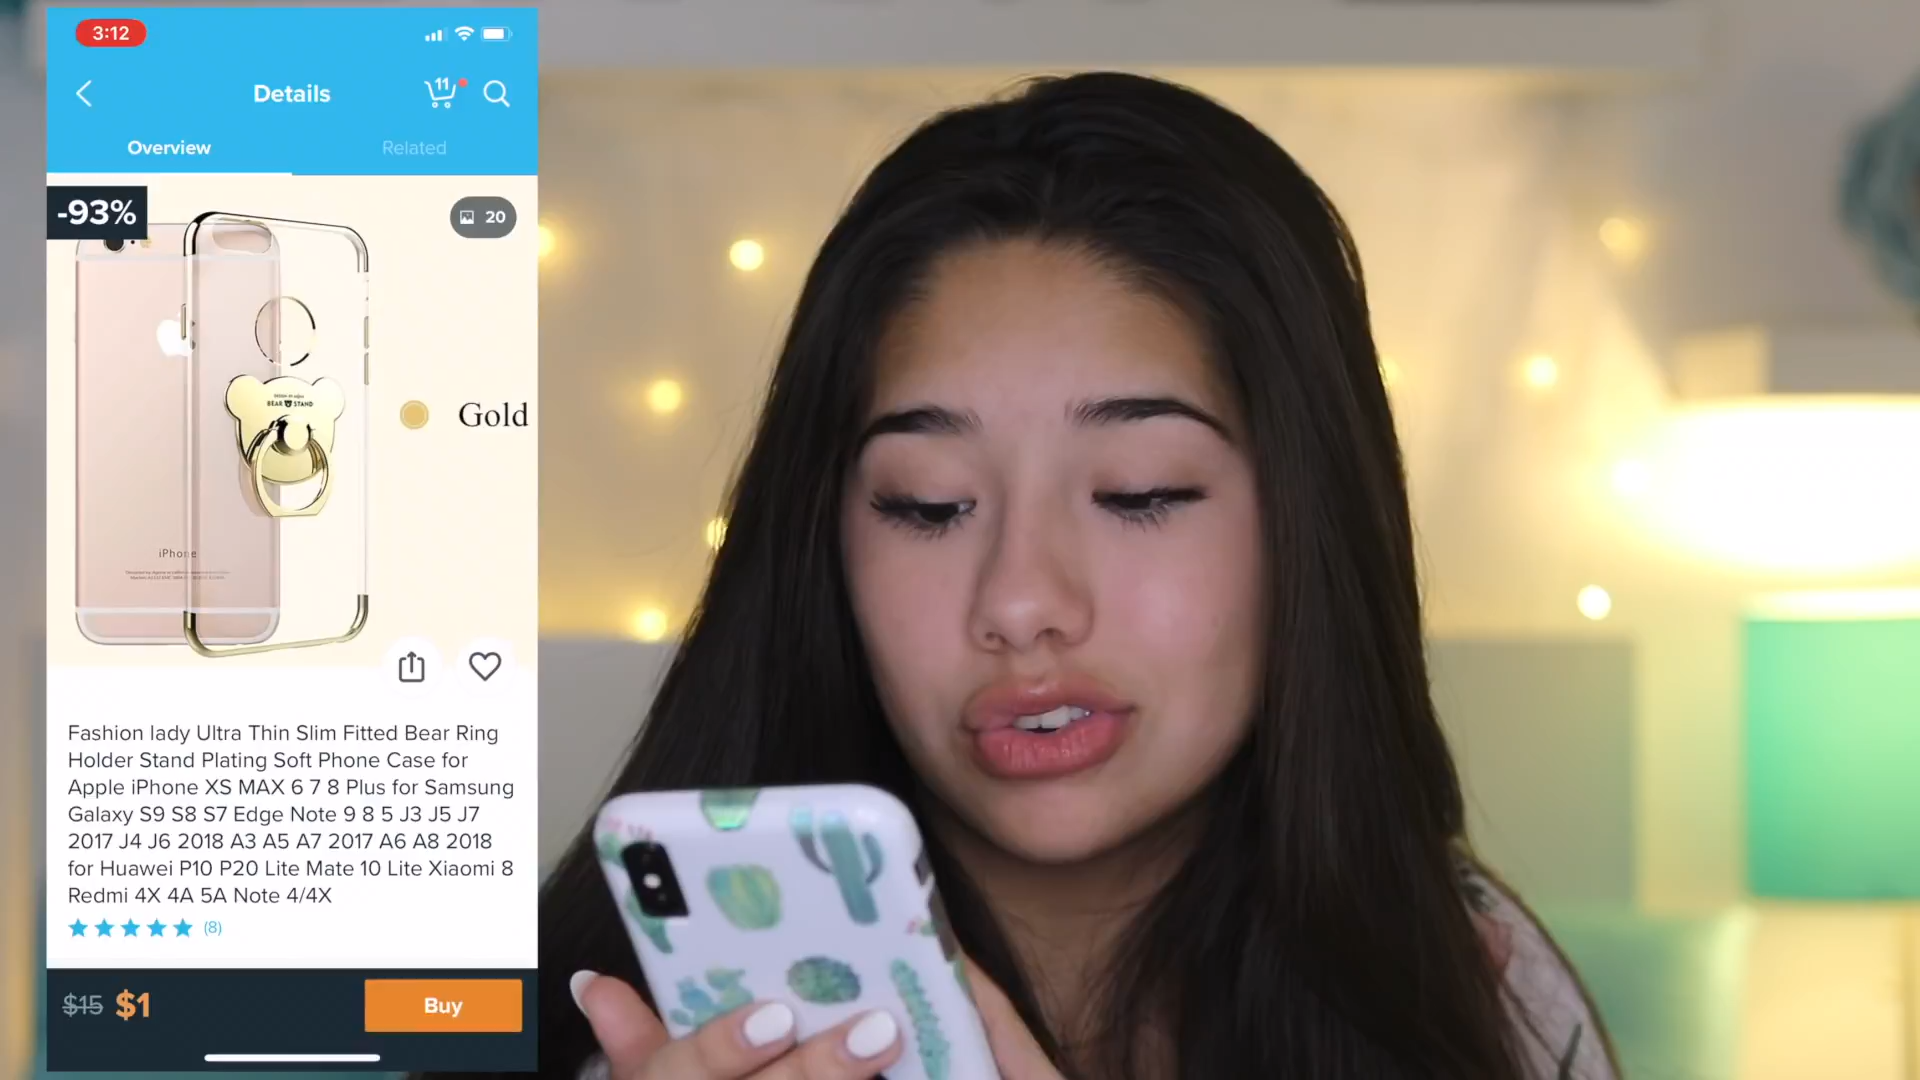 3:12
Details
11
Overview
Related
-93%
20
BEAR STAND
Gold
iPhone
Fashion lady Ultra Thin Slim Fitted Bear Ring
Holder Stand Plating Soft Phone Case for
Apple iPhone XS MAX 6 7 8 Plus for Samsung
Galaxy S9 S8 S7 Edge Note 9 8 5 J3 J5 J7
2017 J4 J6 2018 A3 A5 A7 2017 A6 A8 2018
for Huawei P10 P20 Lite Mate 10 Lite Xiaomi 8
Redmi 4X 4A 5A Note 4/4X
(8)
$15 $1
Buy